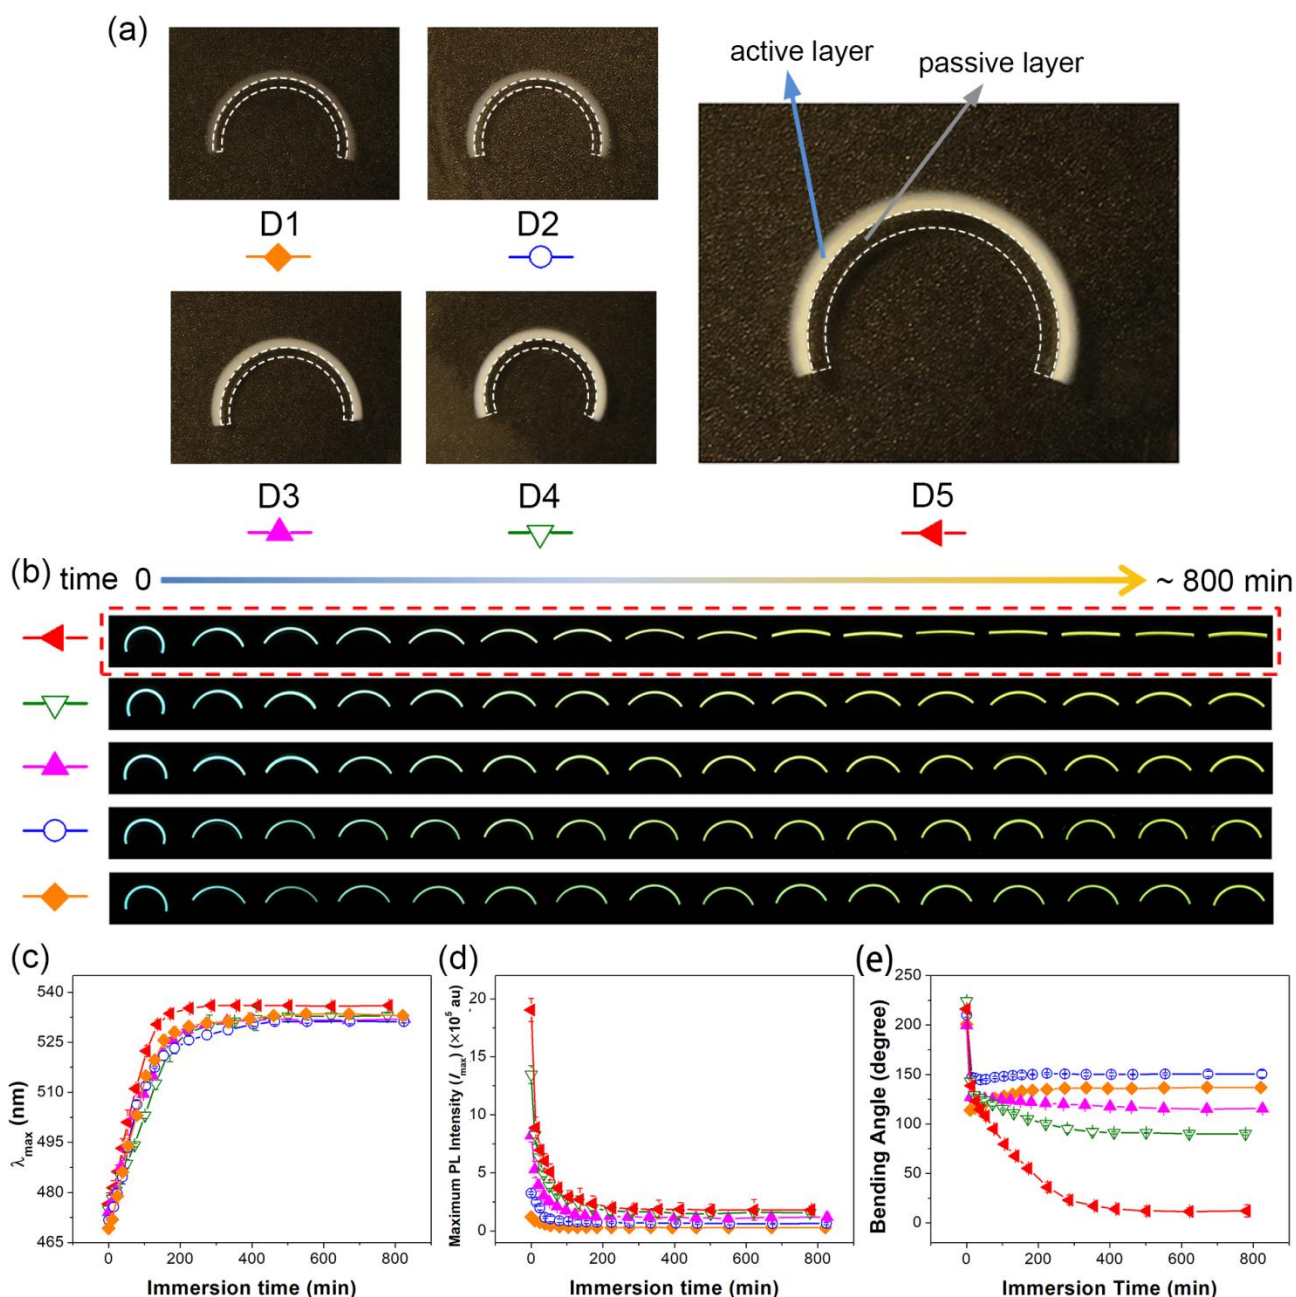 (a)
active layer
passive layer
D1
D2
D3
D4
D5
(b)
time 0
~ 800 min
(c)
540
525
510
495
480
465
λmax (nm)
0 200 400 600 800
Immersion time (min)
(d)
20
15
10
5
0
Maximum PL Intensity (Imax) (×10⁵ au)
0 200 400 600 800
Immersion time (min)
(e)
250
200
150
100
50
0
Bending Angle (degree)
0 200 400 600 800
Immersion Time (min)